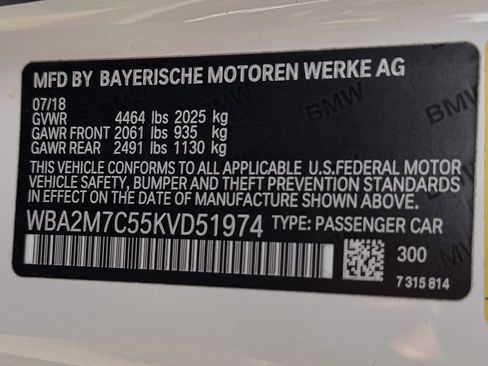 MFD BY BAYERISCHE MOTOREN WERKE AG
07/18
GVWR 4464 lbs 2025 kg
GAWR FRONT 2061 lbs 935 kg
GAWR REAR 2491 lbs 1130 kg
THIS VEHICLE CONFORMS TO ALL APPLICABLE U.S.FEDERAL MOTOR
VEHICLE SAFETY, BUMPER AND THEFT PREVENTION STANDARDS
IN EFFECT ON THE DATE OF MANUFACTURE SHOWN ABOVE.
WBA2M7C55KVD51974 TYPE: PASSENGER CAR
300
7 315 814
BMW
BMW
BMW